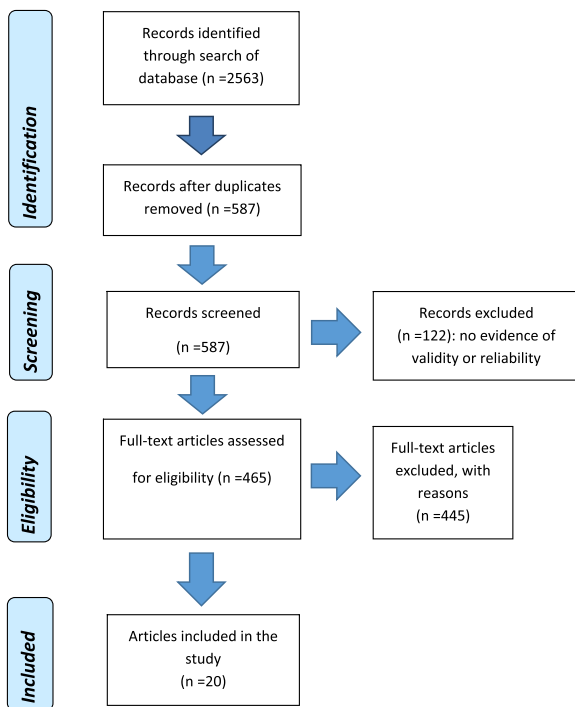 Identification
Records identified
through search of
database (n =2563)
Records after duplicates
removed (n =587)
Screening
Records screened
(n =587)
Records excluded
(n =122): no evidence of
validity or reliability
Eligibility
Full-text articles assessed
for eligibility (n =465)
Full-text articles
excluded, with
reasons
(n =445)
Included
Articles included in the
study
(n =20)